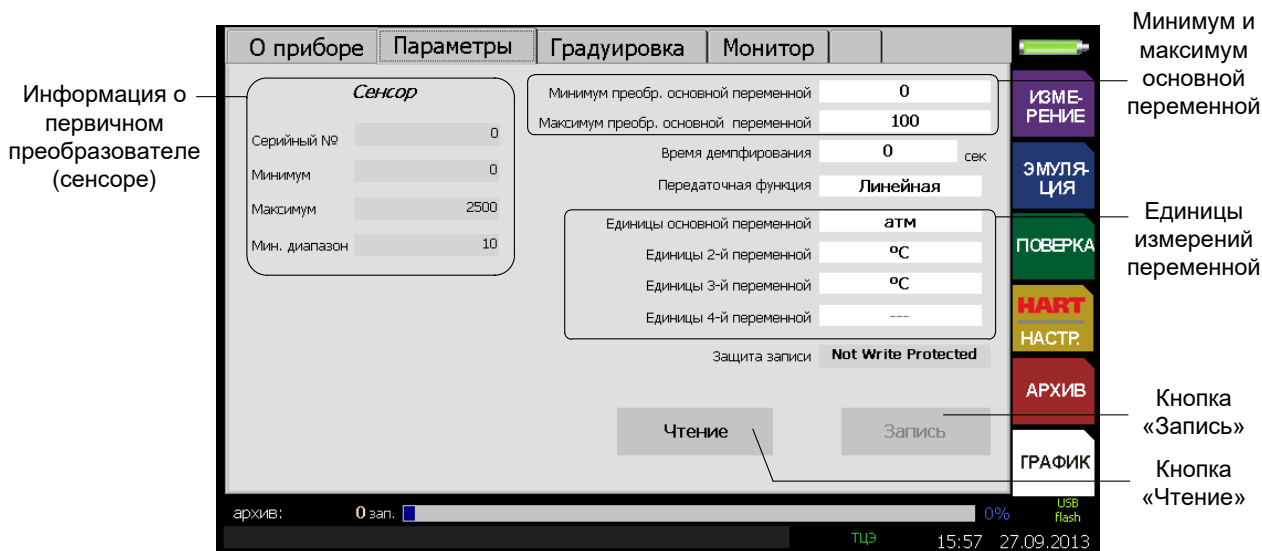 Информация о
первичном
преобразователе
(сенсоре)
О приборе Параметры Градуировка Монитор
Сенсор
Серийный № 0
Минимум 0
Максимум 2500
Мин. диапазон 10
Минимум преобр. основной переменной 0
Максимум преобр. основной переменной 100
Время демпфирования 0 сек
Передаточная функция Линейная
Единицы основной переменной атм
Единицы 2-й переменной ºC
Единицы 3-й переменной ºC
Единицы 4-й переменной ---
Защита записи Not Write Protected
Чтение Запись
ИЗМЕ-
РЕНИЕ
ЭМУЛЯ-
ЦИЯ
ПОВЕРКА
HART
НАСТР.
АРХИВ
ГРАФИК
архив: 0 зап. 0% USB
flash
ТЦЭ 15:57 27.09.2013
Минимум и
максимум
основной
переменной
Единицы
измерений
переменной
Кнопка
«Запись»
Кнопка
«Чтение»